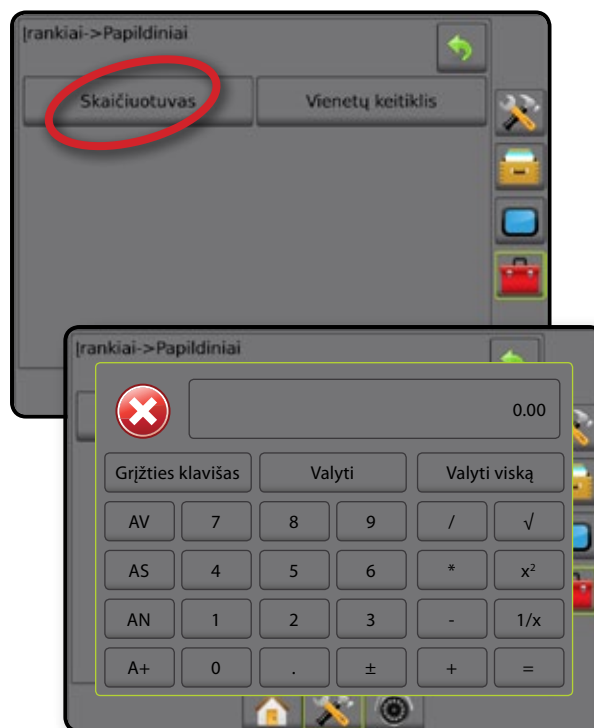 Įrankiai->Papildiniai
Skaičiuotuvas Vienetų keitiklis
Įrankiai->Papildiniai
0.00
Grįžties klavišas Valyti Valyti viską
AV 7 8 9 / √
AS 4 5 6 * x²
AN 1 2 3 - 1/x
A+ 0 . ± + =